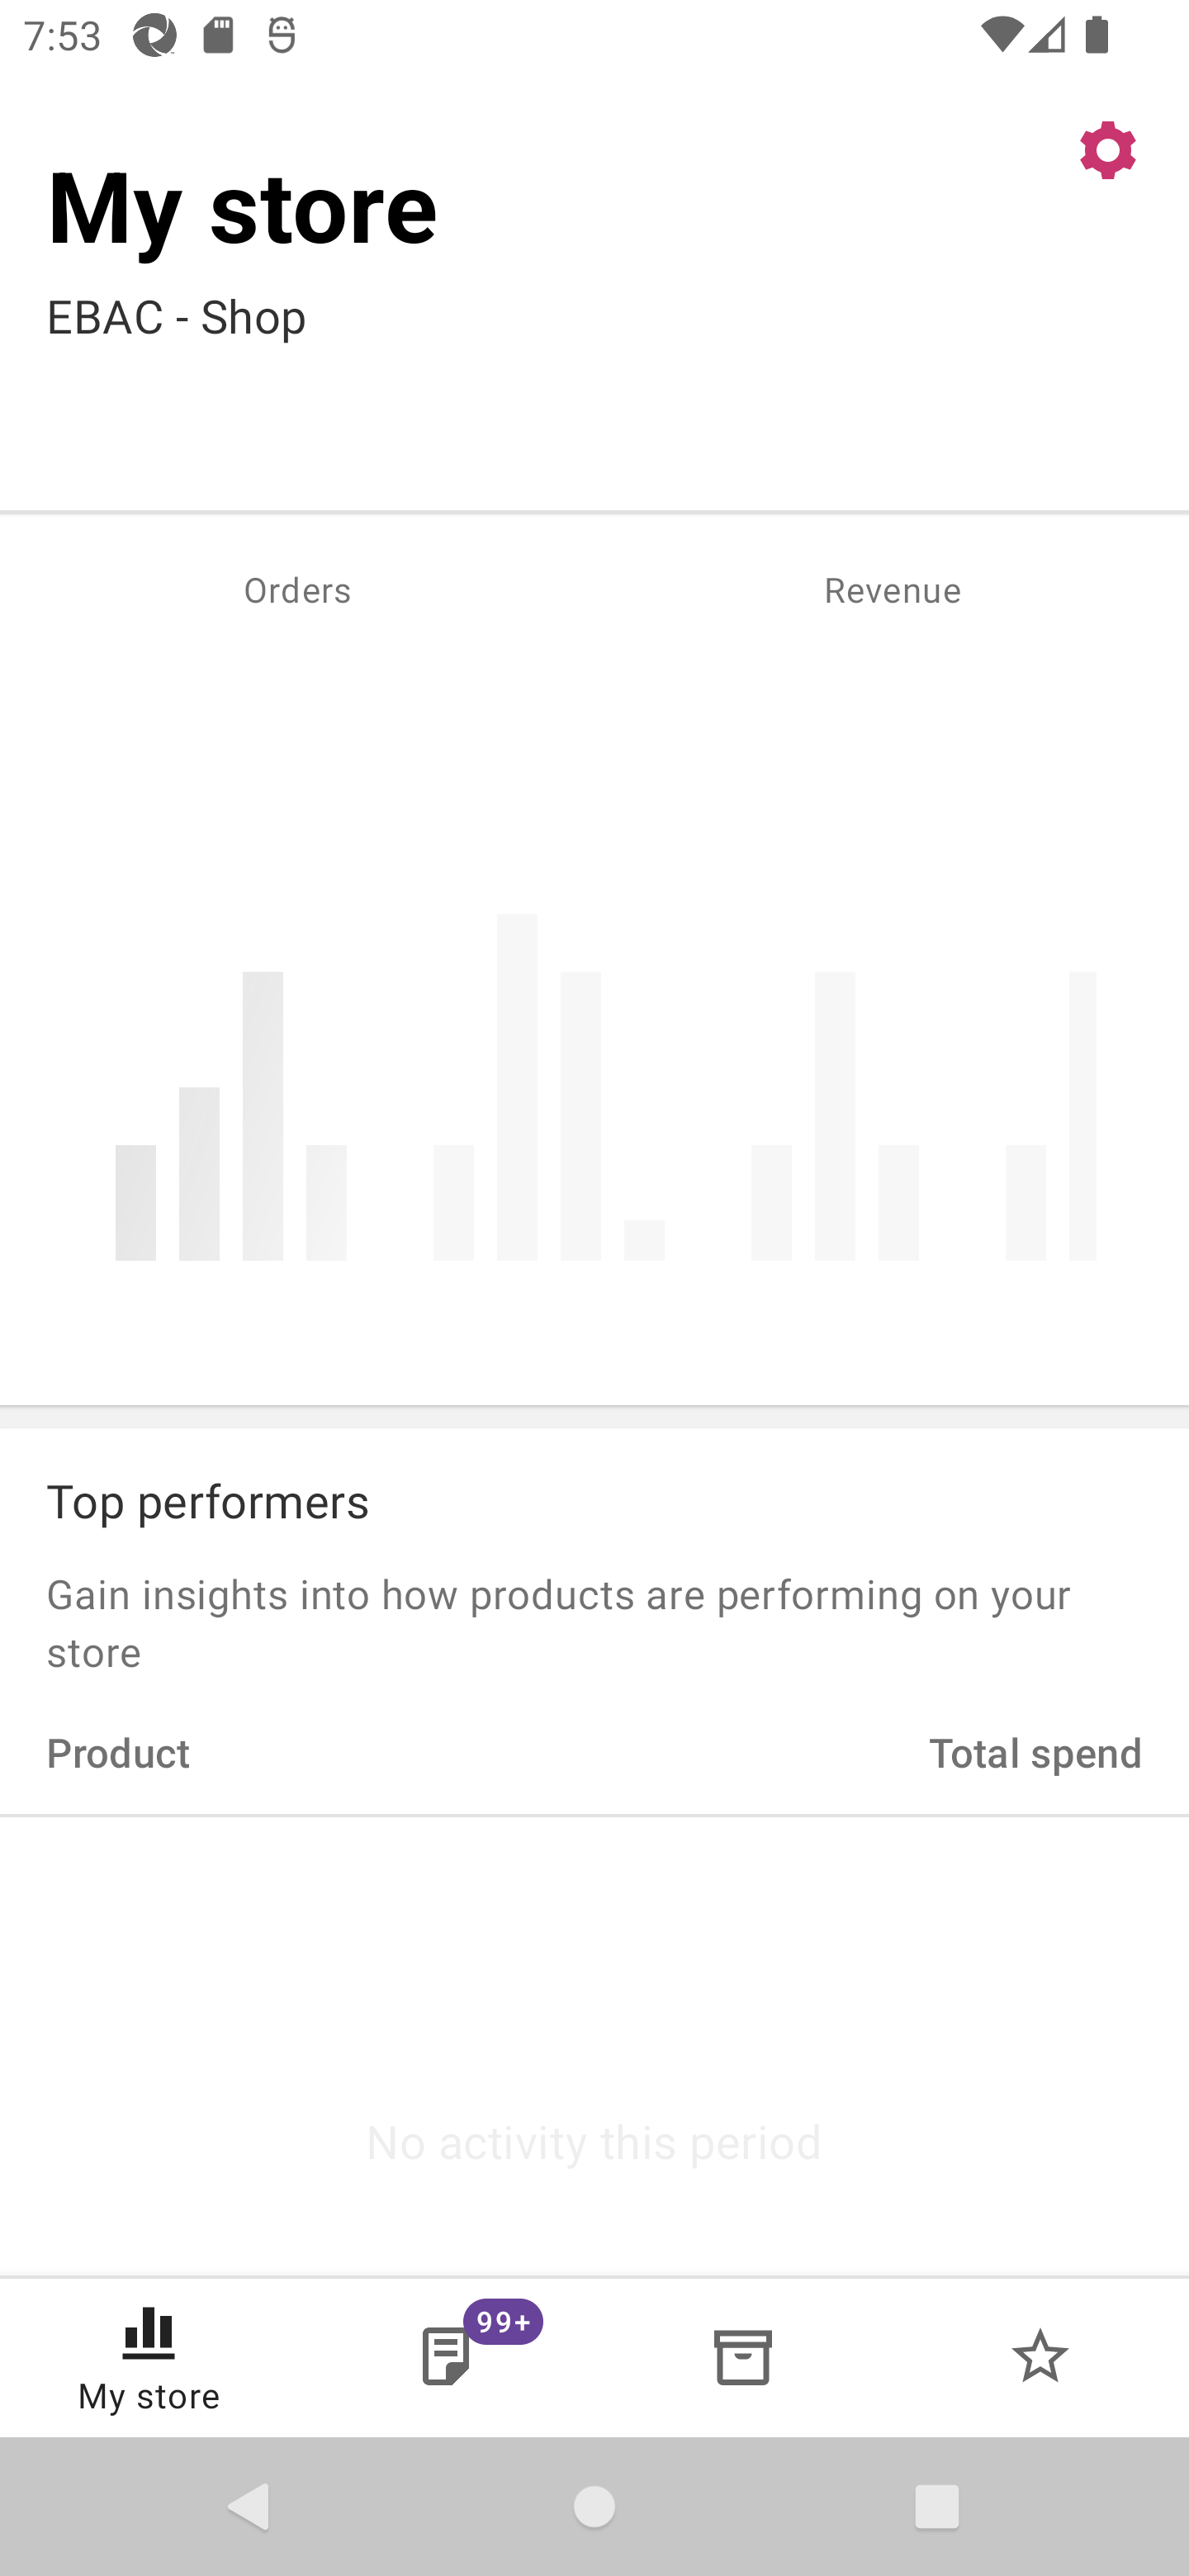 7:53
My store
EBAC - Shop
Orders
Revenue
Top performers
Gain insights into how products are performing on your
store
Product
Total spend
No activity this period
99+
My store